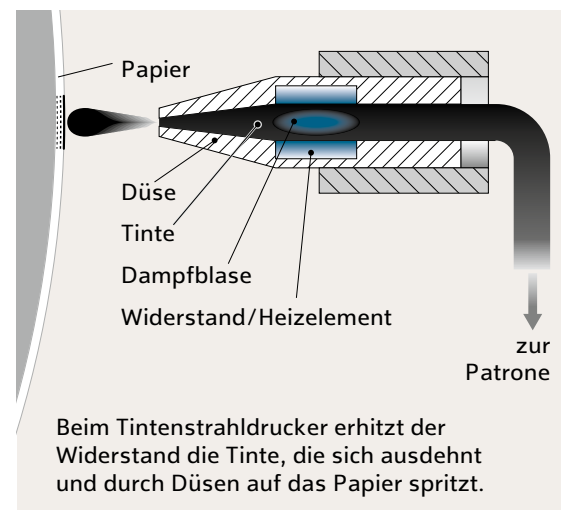 Papier
Düse
Tinte
Dampfblase
Widerstand/Heizelement
zur
Patrone
Beim Tintenstrahldrucker erhitzt der
Widerstand die Tinte, die sich ausdehnt
und durch Düsen auf das Papier spritzt.